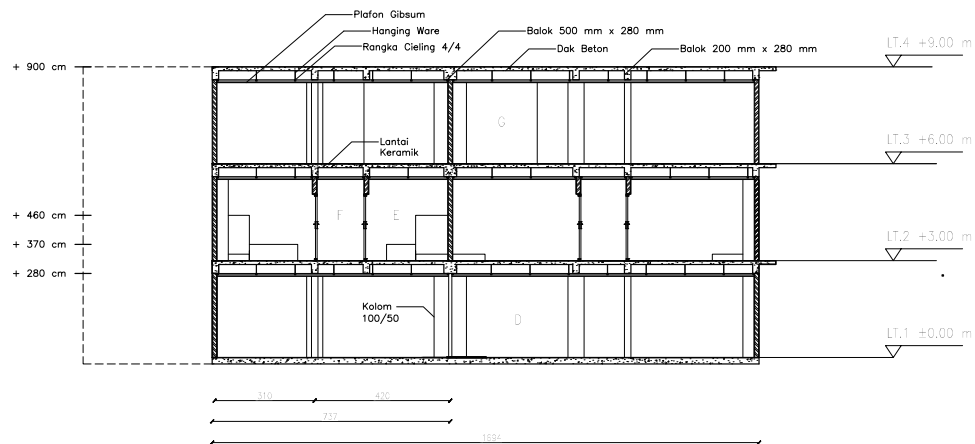 Plafon Gibsum
Hanging Ware
Rangka Cieling 4/4
Balok 500 mm x 280 mm
Dak Beton
Balok 200 mm x 280 mm
LT.4 +9.00 m
+ 900 cm
G
LT.3 +6.00 m
Lantai
Keramik
+ 460 cm
F
E
+ 370 cm
LT.2 +3.00 m
+ 280 cm
Kolom
100/50
D
LT.1 ±0.00 m
310
420
737
1694